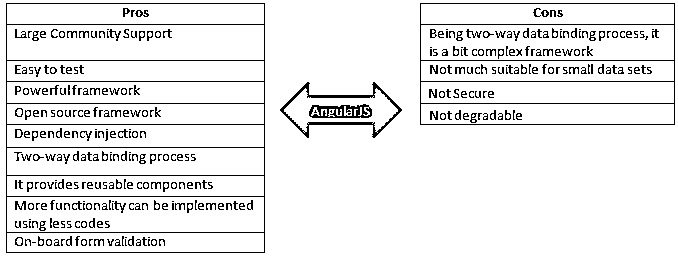 Pros
Large Community Support
Easy to test
Powerful framework
Open source framework
Dependency injection
Two-way data binding process
It provides reusable components
More functionality can be implemented
using less codes
On-board form validation
AngularJS
Cons
Being two-way data binding process, it
is a bit complex framework
Not much suitable for small data sets
Not Secure
Not degradable